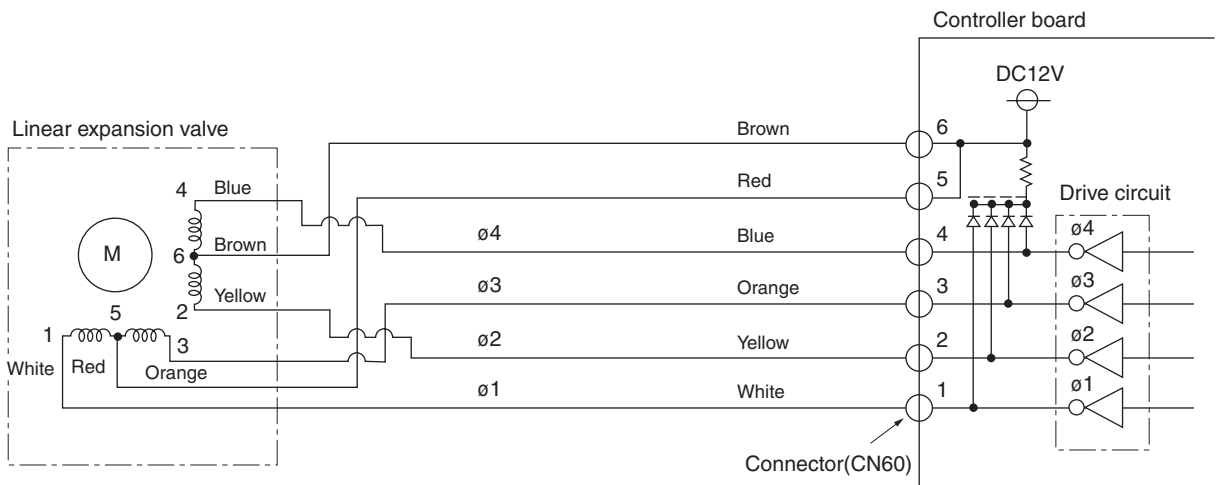 Controller board
DC12V
Linear expansion valve
Brown
6
4
Blue
Red
5
Drive circuit
M
6
Brown
ø4
Blue
4
ø4
ø3
Orange
3
ø3
2
Yellow
5
1
3
ø2
Yellow
2
ø2
White
Red
Orange
ø1
White
1
ø1
Connector(CN60)